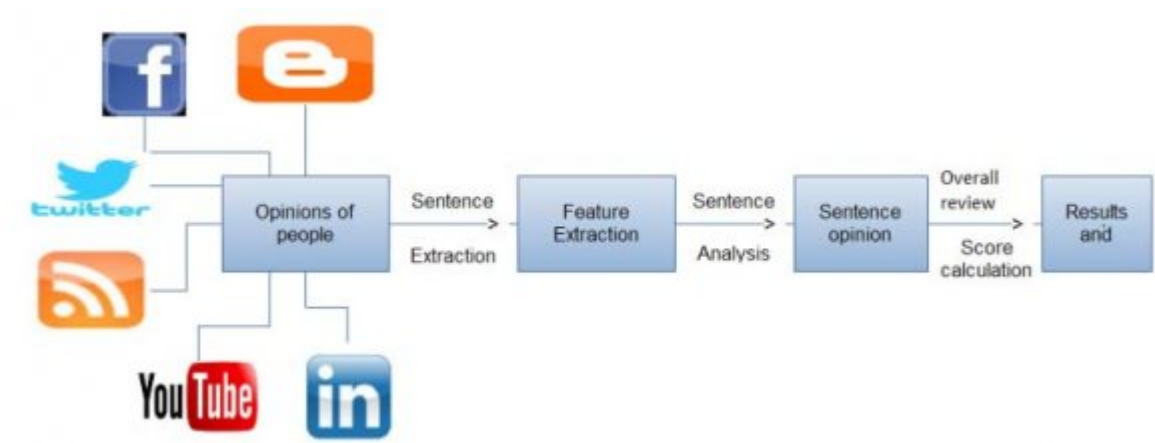 f
B
twitter
Opinions of
people
Sentence
Extraction
Feature
Extraction
Sentence
Analysis
Sentence
opinion
Overall
review
Score
calculation
Results
and
You Tube
in